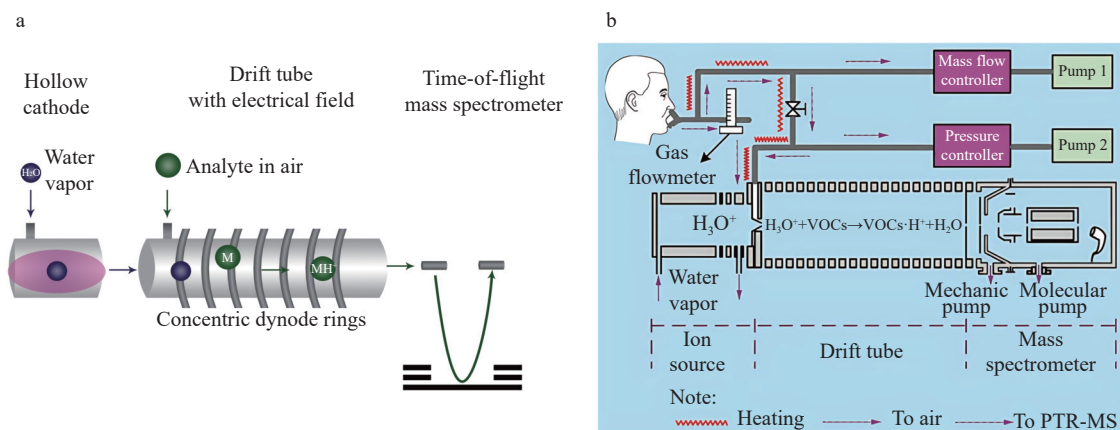 a
Hollow
cathode
Drift tube
with electrical field
Time-of-flight
mass spectrometer
H₂O
Water
vapor
Analyte in air
M
MH⁺
Concentric dynode rings
b
Mass flow
controller
Pump 1
Pressure
controller
Pump 2
Gas
flowmeter
H₃O⁺
H₃O⁺+VOCs→VOCs·H⁺+H₂O
Water
vapor
Mechanic
pump
Molecular
pump
Ion
source
Drift tube
Mass
spectrometer
Note:
Heating
To air
To PTR-MS